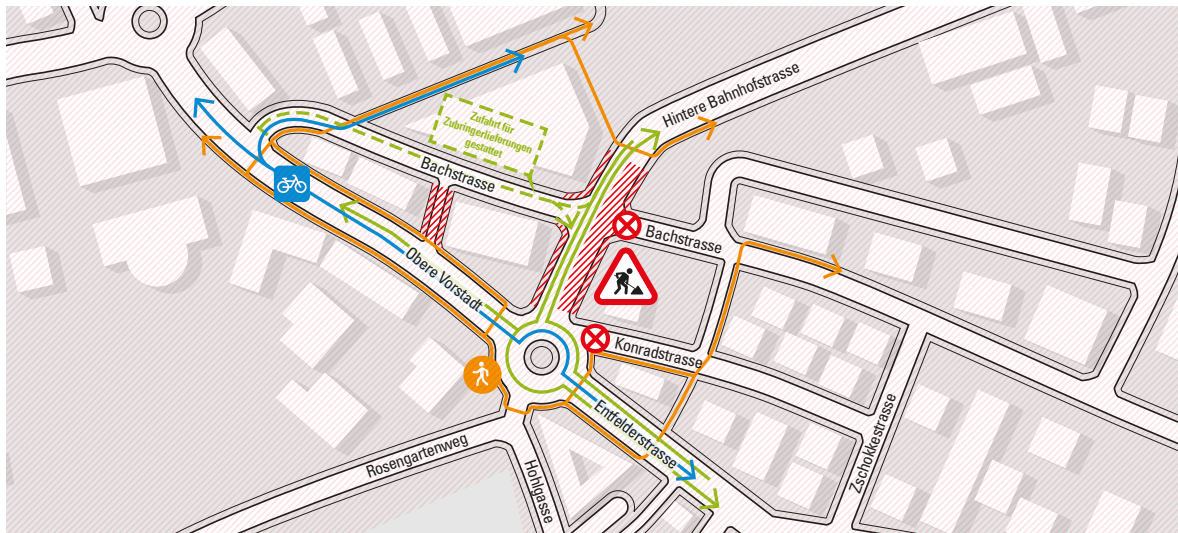 Hintere Bahnhofstrasse
Zufahrt für
Zubringerlieferungen
gestattet
Bachstrasse
Bachstrasse
Obere Vorstadt
Konradstrasse
Entfelderstrasse
Zschokkestrasse
Rosengartenweg
Hohlgasse